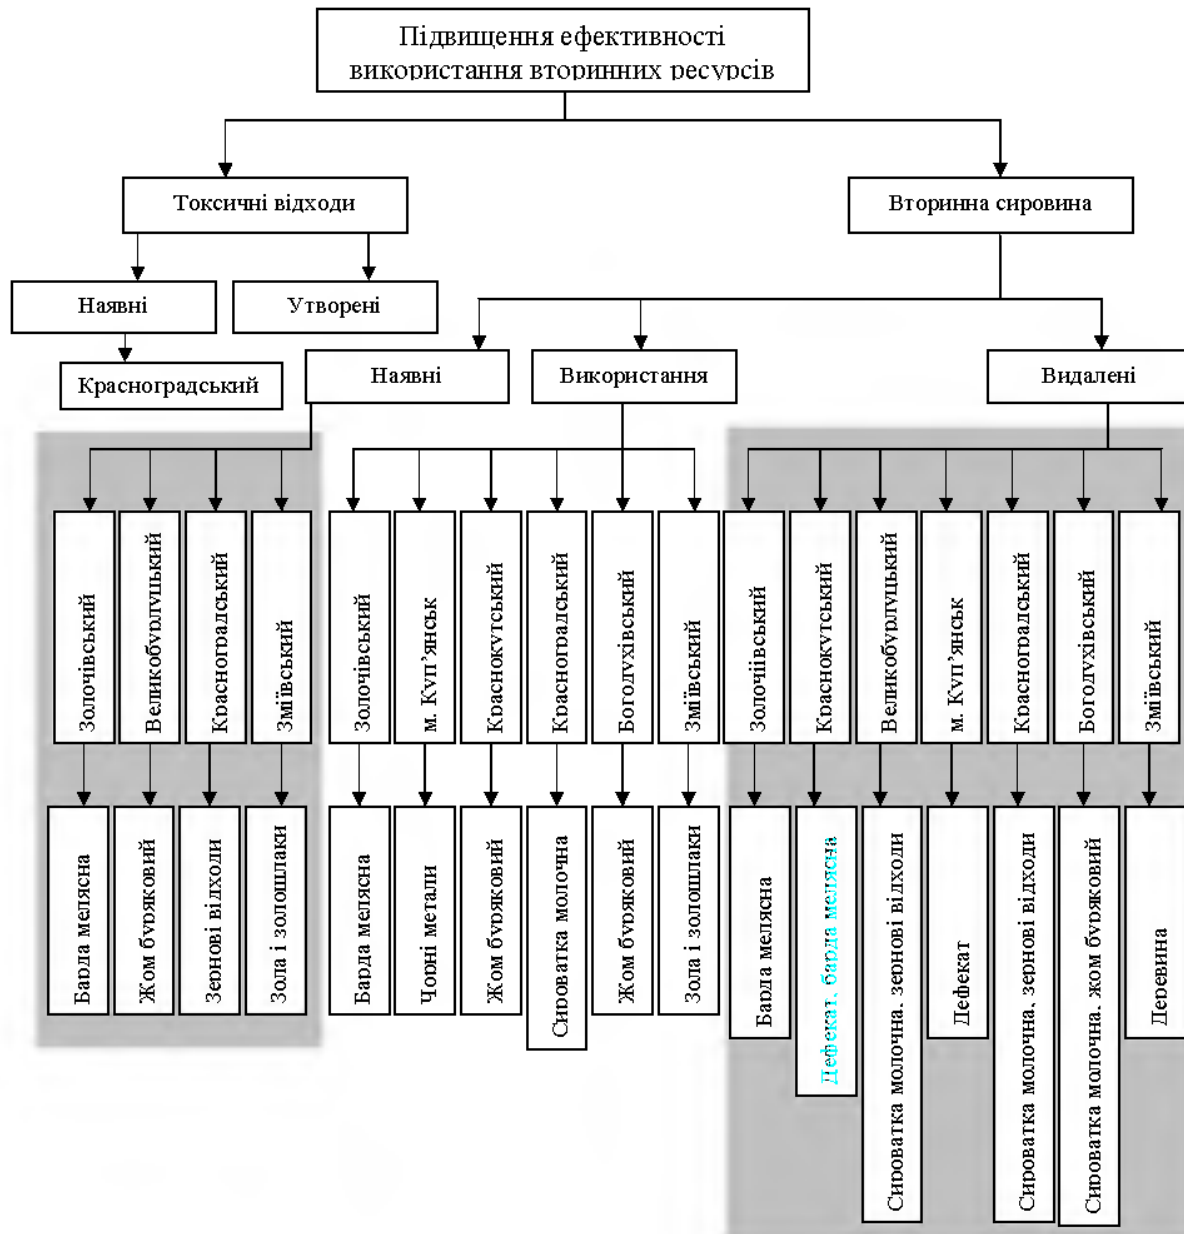 Підвищення ефективності
використання вторинних ресурсів
Токсичні відходи
Вторинна сировина
Наявні
Утворені
Красноградський
Наявні
Використання
Видалені
Золочівський
Великобурлуцький
Красноградський
Зміївський
Золочівський
м. Куп’янськ
Краснокутський
Красноградський
Богодухівський
Зміївський
Золочіівський
Краснокутський
Великобурлуцький
м. Куп’янськ
Красноградський
Богодухівський
Зміївський
Барда мелясна
Жом буряковий
Зернові відходи
Зола і золошлаки
Барда мелясна
Чорні метали
Жом буряковий
Сироватка молочна
Жом буряковий
Зола і золошлаки
Барда мелясна
Дефекат, барда мелясна
Сироватка молочна, зернові відходи
Дефекат
Сироватка молочна, зернові відходи
Сироватка молочна, жом буряковий
Деревина